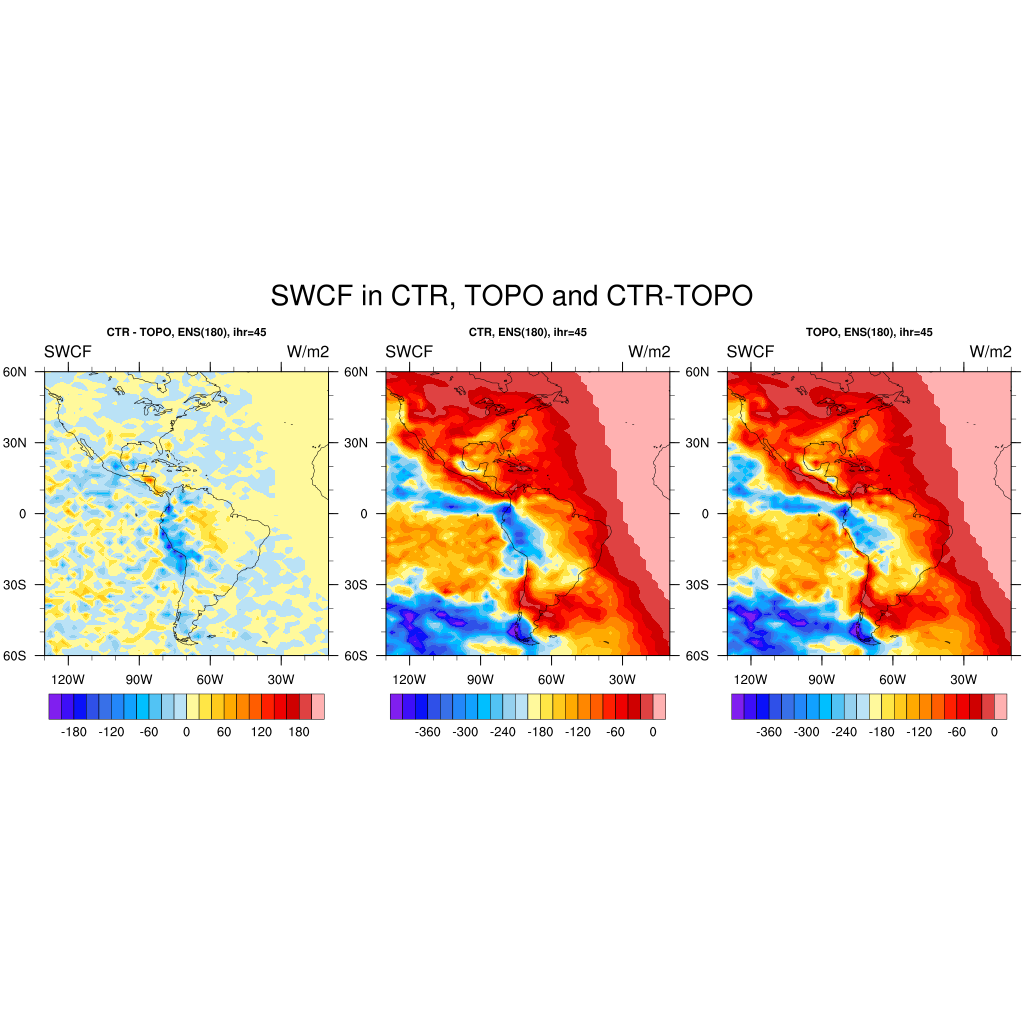 SWCF in CTR, TOPO and CTR-TOPO
CTR - TOPO, ENS(180), ihr=45
SWCF W/m2
60N
30N
0
30S
60S
120W 90W 60W 30W
-180 -120 -60 0 60 120 180
CTR, ENS(180), ihr=45
SWCF W/m2
60N
30N
0
30S
60S
120W 90W 60W 30W
-360 -300 -240 -180 -120 -60 0
TOPO, ENS(180), ihr=45
SWCF W/m2
60N
30N
0
30S
60S
120W 90W 60W 30W
-360 -300 -240 -180 -120 -60 0